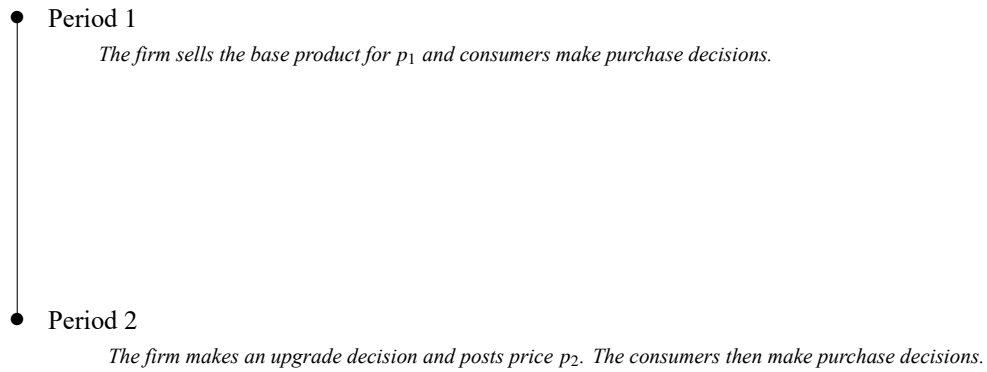 Period 1
The firm sells the base product for p₁ and consumers make purchase decisions.
Period 2
The firm makes an upgrade decision and posts price p₂. The consumers then make purchase decisions.